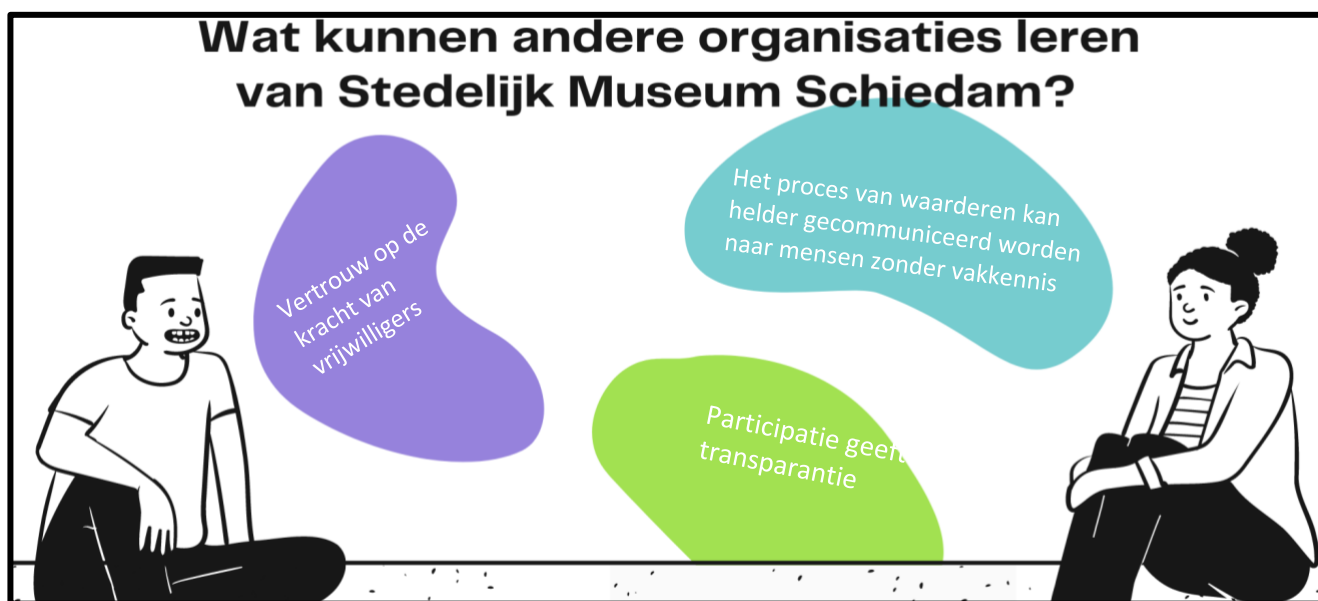 Wat kunnen andere organisaties leren
van Stedelijk Museum Schiedam?
Vertrouw op de
kracht van
vrijwilligers
Het proces van waarderen kan
helder gecommuniceerd worden
naar mensen zonder vakkennis
Participatie geeft
transparantie